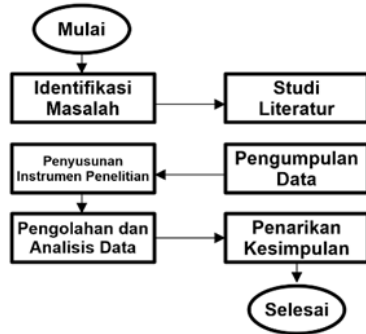 Mulai
Identifikasi
Masalah
Studi
Literatur
Penyusunan
Instrumen Penelitian
Pengumpulan
Data
Pengolahan dan
Analisis Data
Penarikan
Kesimpulan
Selesai